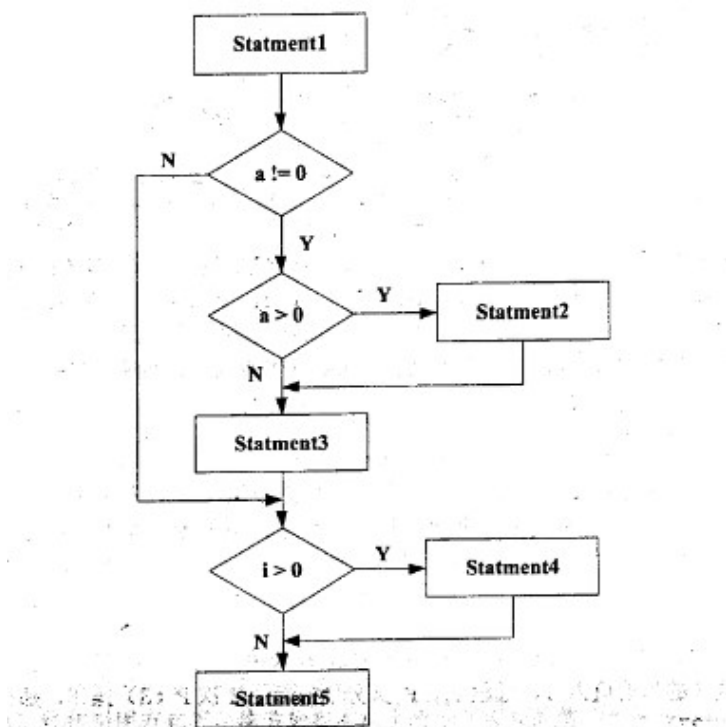 Statment1
N
a != 0
Y
a > 0
Y
Statment2
N
Statment3
i > 0
Y
Statment4
N
Statment5